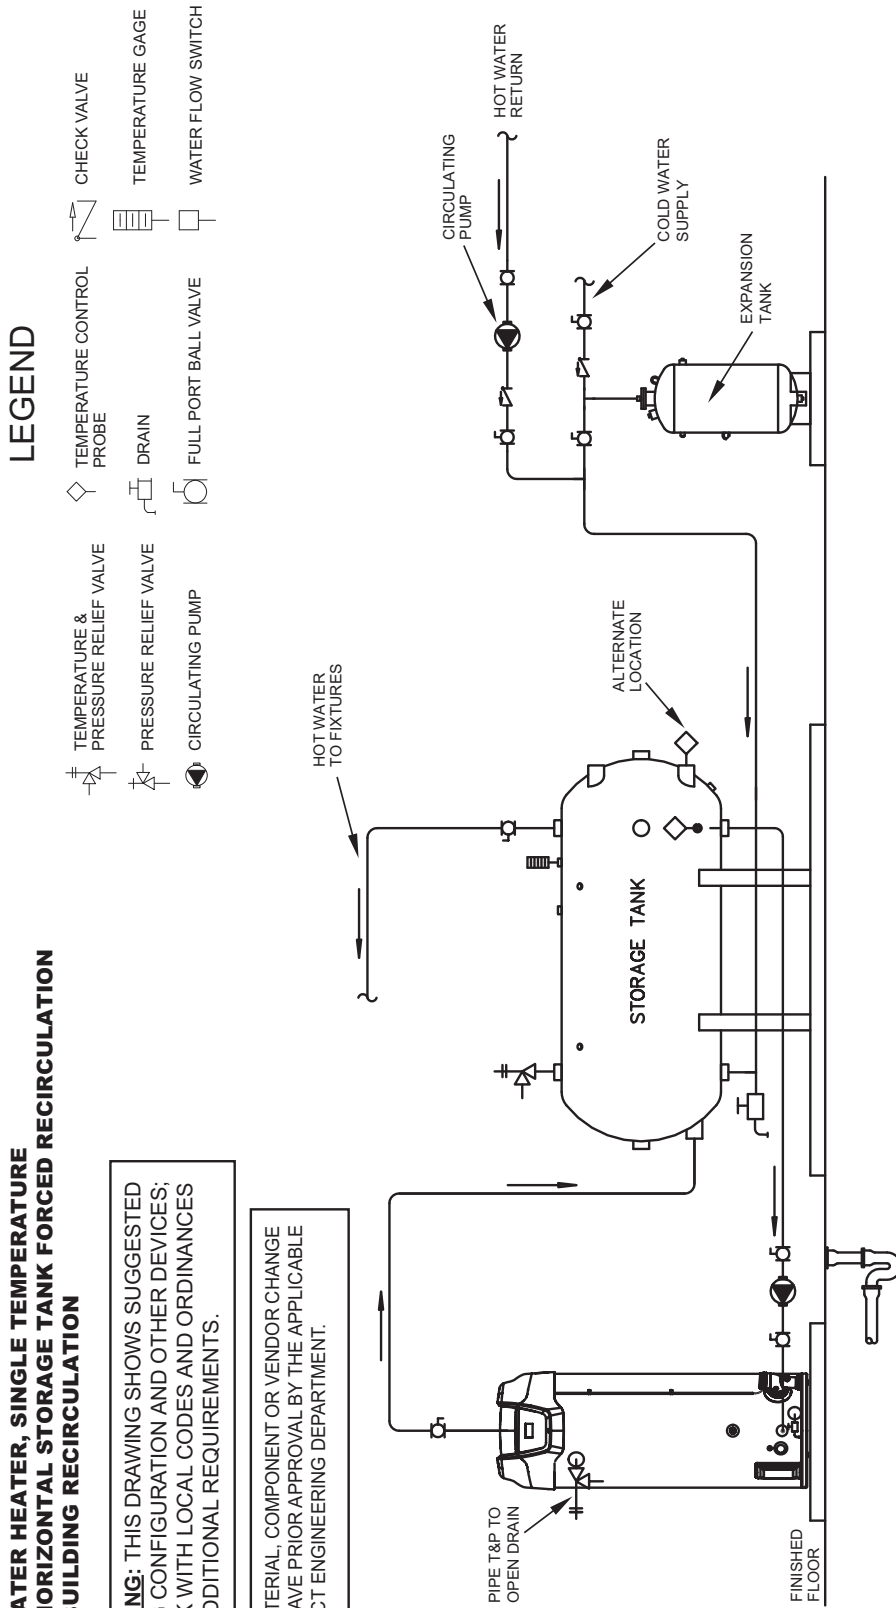 ATER HEATER, SINGLE TEMPERATURE
HORIZONTAL STORAGE TANK FORCED RECIRCULATION
BUILDING RECIRCULATION
NG: THIS DRAWING SHOWS SUGGESTED
G CONFIGURATION AND OTHER DEVICES;
K WITH LOCAL CODES AND ORDINANCES
DDITIONAL REQUIREMENTS.
TERIAL, COMPONENT OR VENDOR CHANGE
AVE PRIOR APPROVAL BY THE APPLICABLE
CT ENGINEERING DEPARTMENT.
LEGEND
TEMPERATURE &
PRESSURE RELIEF VALVE
PRESSURE RELIEF VALVE
CIRCULATING PUMP
TEMPERATURE CONTROL
PROBE
DRAIN
FULL PORT BALL VALVE
CHECK VALVE
TEMPERATURE GAGE
WATER FLOW SWITCH
HOT WATER
TO FIXTURES
CIRCULATING
PUMP
HOT WATER
RETURN
COLD WATER
SUPPLY
EXPANSION
TANK
ALTERNATE
LOCATION
STORAGE TANK
PIPE T&P TO
OPEN DRAIN
FINISHED
FLOOR